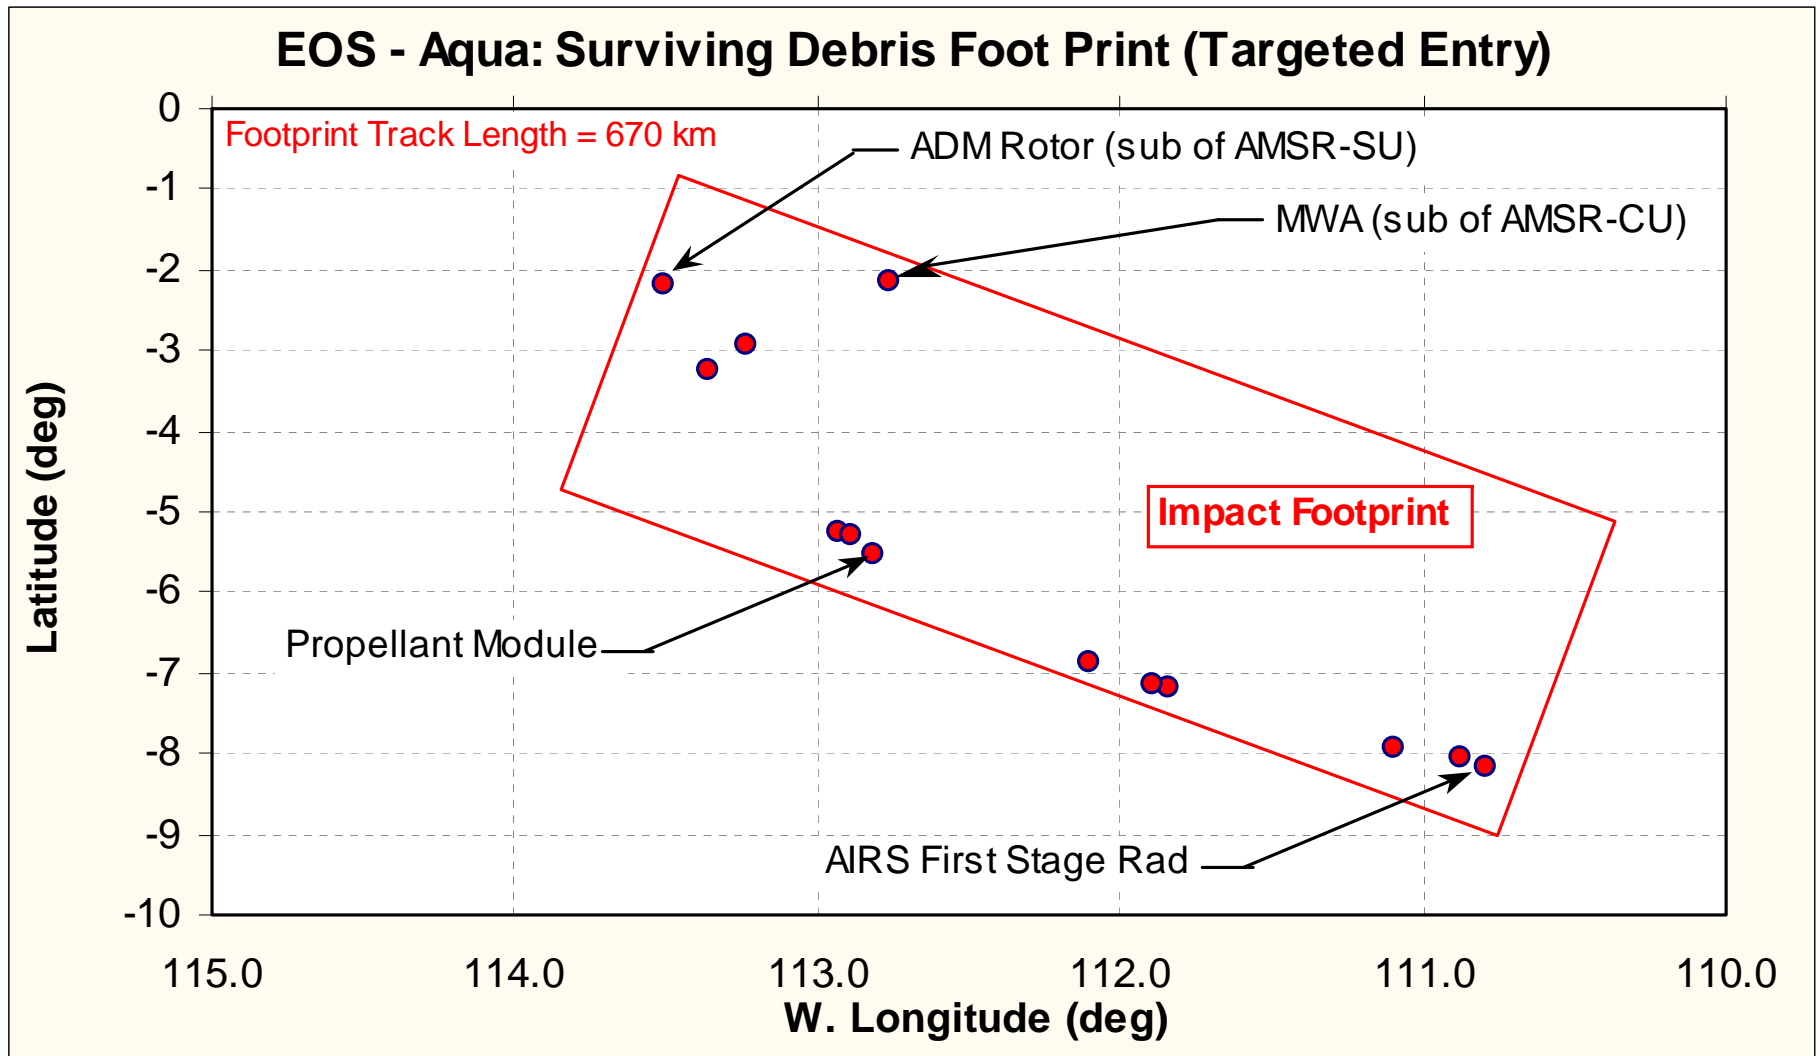 EOS - Aqua: Surviving Debris Foot Print (Targeted Entry)
Footprint Track Length = 670 km
ADM Rotor (sub of AMSR-SU)
MWA (sub of AMSR-CU)
Impact Footprint
Propellant Module
AIRS First Stage Rad
Latitude (deg)
0
-1
-2
-3
-4
-5
-6
-7
-8
-9
-10
115.0 114.0 113.0 112.0 111.0 110.0
W. Longitude (deg)